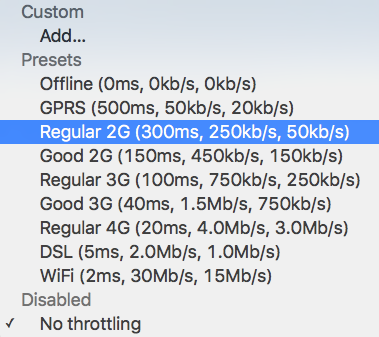 Custom
Add...
Presets
Offline (0ms, 0kb/s, 0kb/s)
GPRS (500ms, 50kb/s, 20kb/s)
Regular 2G (300ms, 250kb/s, 50kb/s)
Good 2G (150ms, 450kb/s, 150kb/s)
Regular 3G (100ms, 750kb/s, 250kb/s)
Good 3G (40ms, 1.5Mb/s, 750kb/s)
Regular 4G (20ms, 4.0Mb/s, 3.0Mb/s)
DSL (5ms, 2.0Mb/s, 1.0Mb/s)
WiFi (2ms, 30Mb/s, 15Mb/s)
Disabled
✓ No throttling